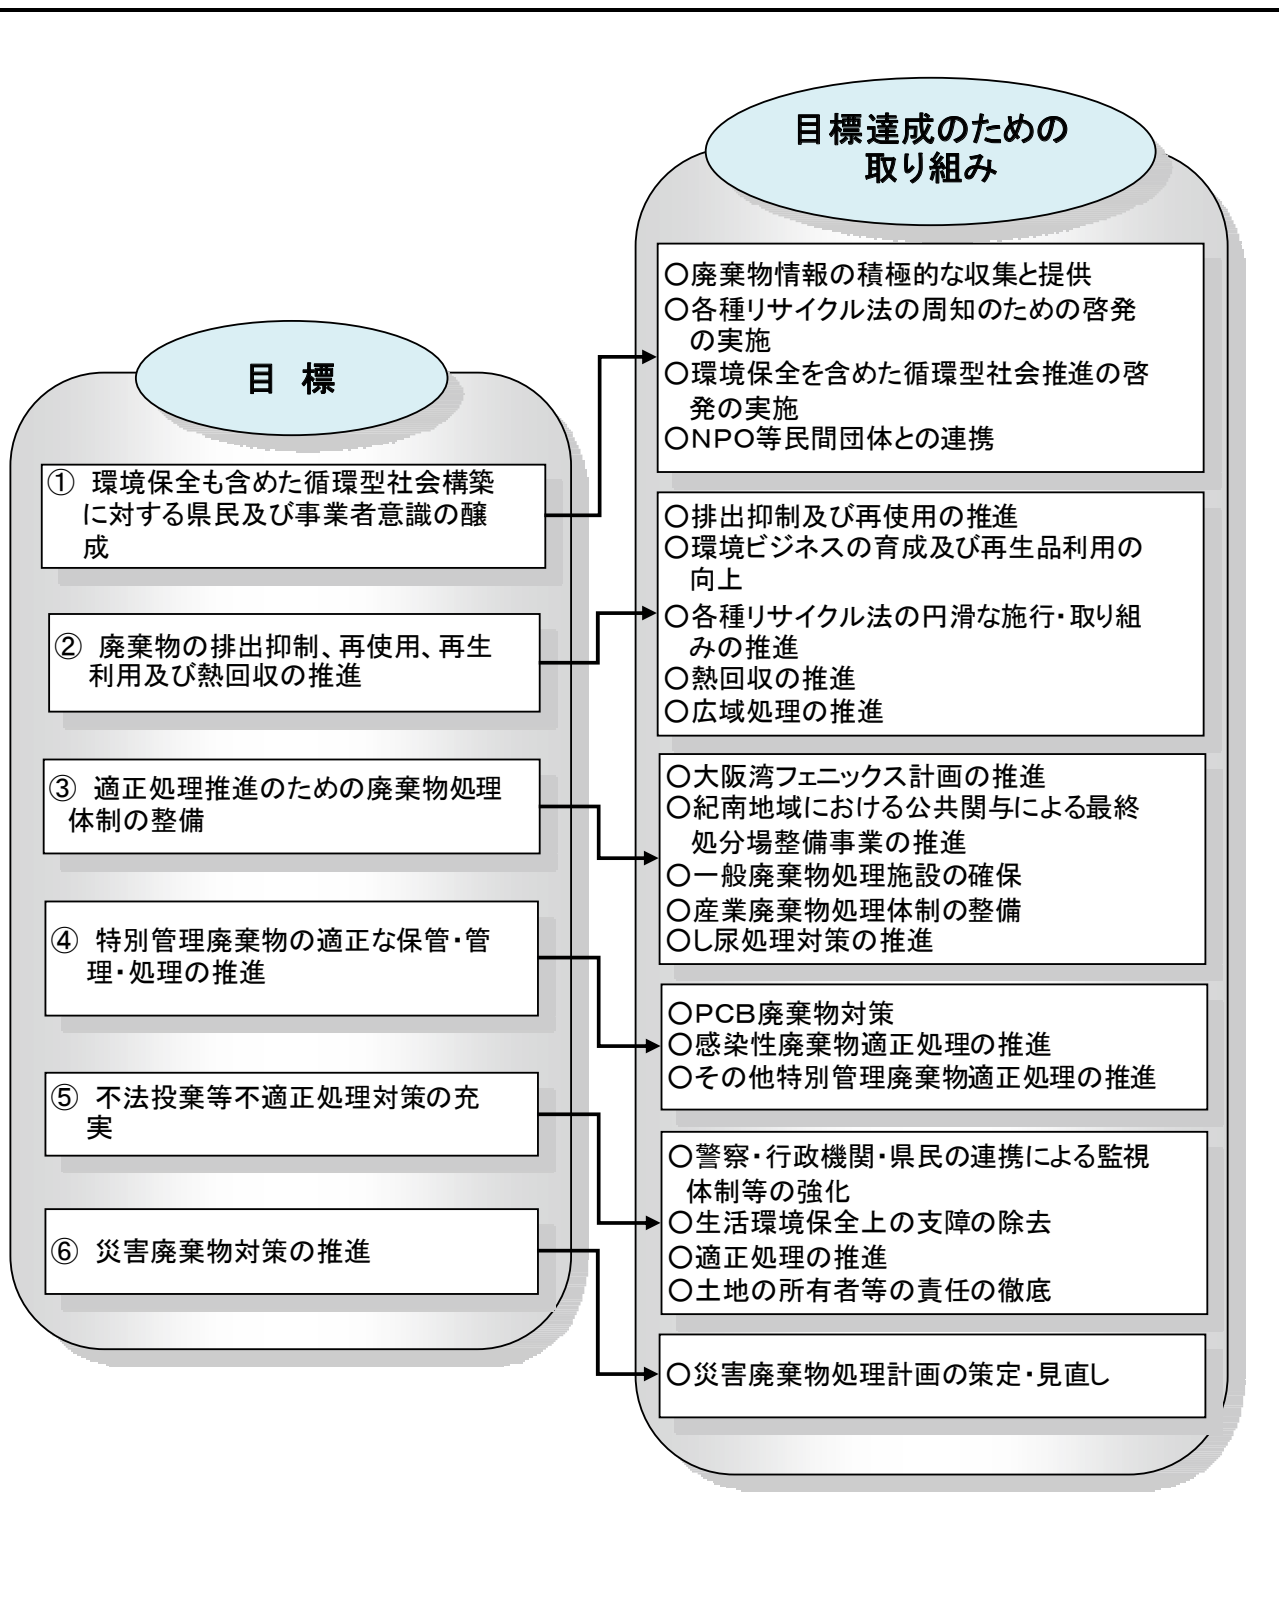 目標
① 環境保全も含めた循環型社会構築
に対する県民及び事業者意識の醸
成
② 廃棄物の排出抑制、再使用、再生
利用及び熱回収の推進
③ 適正処理推進のための廃棄物処理
体制の整備
④ 特別管理廃棄物の適正な保管・管
理・処理の推進
⑤ 不法投棄等不適正処理対策の充
実
⑥ 災害廃棄物対策の推進
目標達成のための
取り組み
○廃棄物情報の積極的な収集と提供
○各種リサイクル法の周知のための啓発
の実施
○環境保全を含めた循環型社会推進の啓
発の実施
○NPO等民間団体との連携
○排出抑制及び再使用の推進
○環境ビジネスの育成及び再生品利用の
向上
○各種リサイクル法の円滑な施行・取り組
みの推進
○熱回収の推進
○広域処理の推進
○大阪湾フェニックス計画の推進
○紀南地域における公共関与による最終
処分場整備事業の推進
○一般廃棄物処理施設の確保
○産業廃棄物処理体制の整備
○し尿処理対策の推進
○PCB廃棄物対策
○感染性廃棄物適正処理の推進
○その他特別管理廃棄物適正処理の推進
○警察・行政機関・県民の連携による監視
体制等の強化
○生活環境保全上の支障の除去
○適正処理の推進
○土地の所有者等の責任の徹底
○災害廃棄物処理計画の策定・見直し